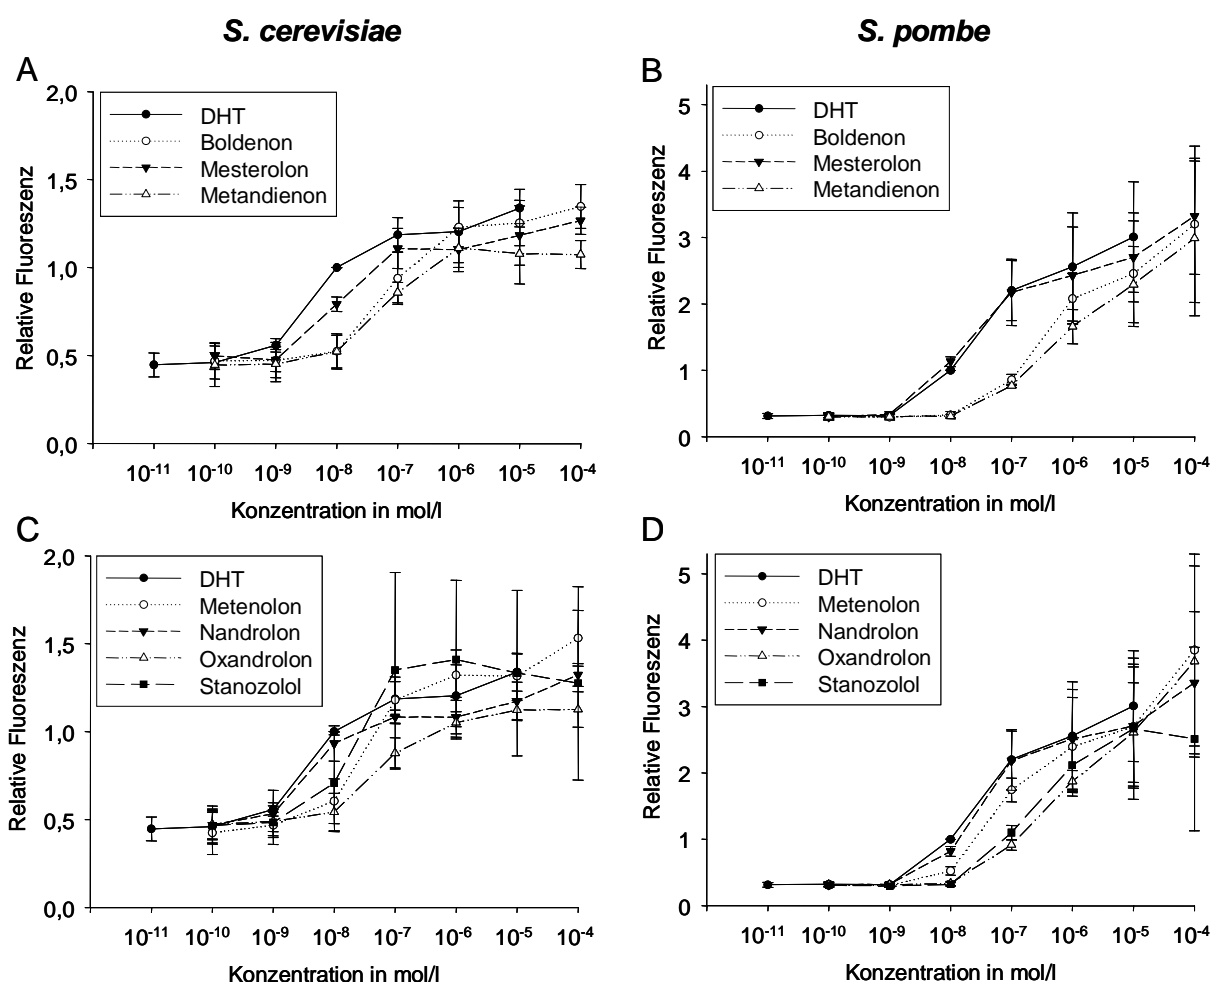 S. cerevisiae
S. pombe
A
2,0
1,5
1,0
0,5
0,0
Relative Fluoreszenz
DHT
Boldenon
Mesterolon
Metandienon
10-11 10-10 10-9 10-8 10-7 10-6 10-5 10-4
Konzentration in mol/l
B
5
4
3
2
1
0
Relative Fluoreszenz
DHT
Boldenon
Mesterolon
Metandienon
10-11 10-10 10-9 10-8 10-7 10-6 10-5 10-4
Konzentration in mol/l
C
2,0
1,5
1,0
0,5
0,0
Relative Fluoreszenz
DHT
Metenolon
Nandrolon
Oxandrolon
Stanozolol
10-11 10-10 10-9 10-8 10-7 10-6 10-5 10-4
Konzentration in mol/l
D
5
4
3
2
1
0
Relative Fluoreszenz
DHT
Metenolon
Nandrolon
Oxandrolon
Stanozolol
10-11 10-10 10-9 10-8 10-7 10-6 10-5 10-4
Konzentration in mol/l